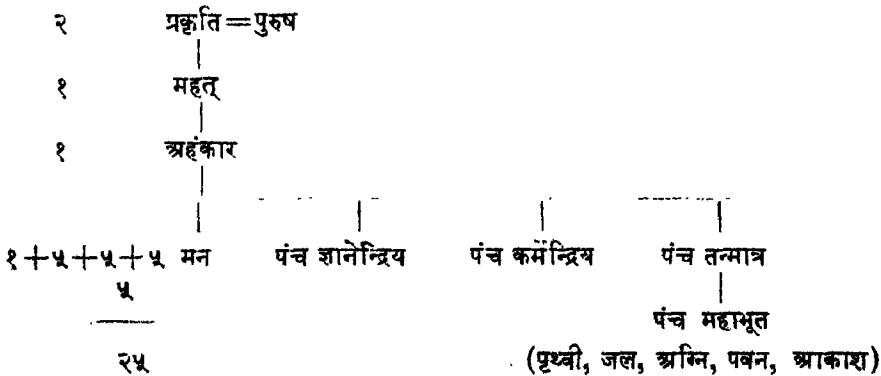 २ प्रकृति=पुरुष
१ महत्
१ अहंकार
१+५+५+५ मन पंच ज्ञानेन्द्रिय पंच कर्मेन्द्रिय पंच तन्मात्र
५ पंच महाभूत
२५ (पृथ्वी, जल, अग्नि, पवन, आकाश)